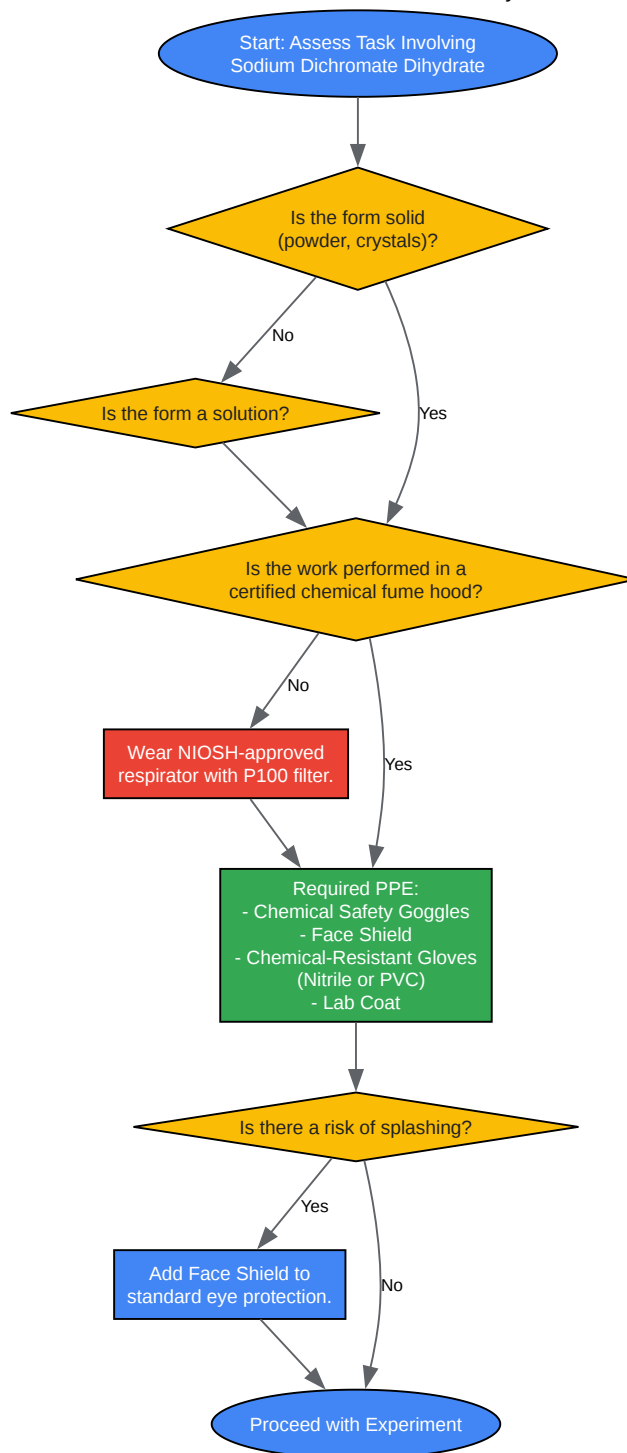 Start: Assess Task Involving
Sodium Dichromate Dihydrate
Is the form solid
(powder, crystals)?
No
Is the form a solution?
Yes
Is the work performed in a
certified chemical fume hood?
No
Wear NIOSH-approved
respirator with P100 filter.
Yes
Required PPE:
- Chemical Safety Goggles
- Face Shield
- Chemical-Resistant Gloves
(Nitrile or PVC)
- Lab Coat
Is there a risk of splashing?
Yes
Add Face Shield to
standard eye protection.
No
Proceed with Experiment